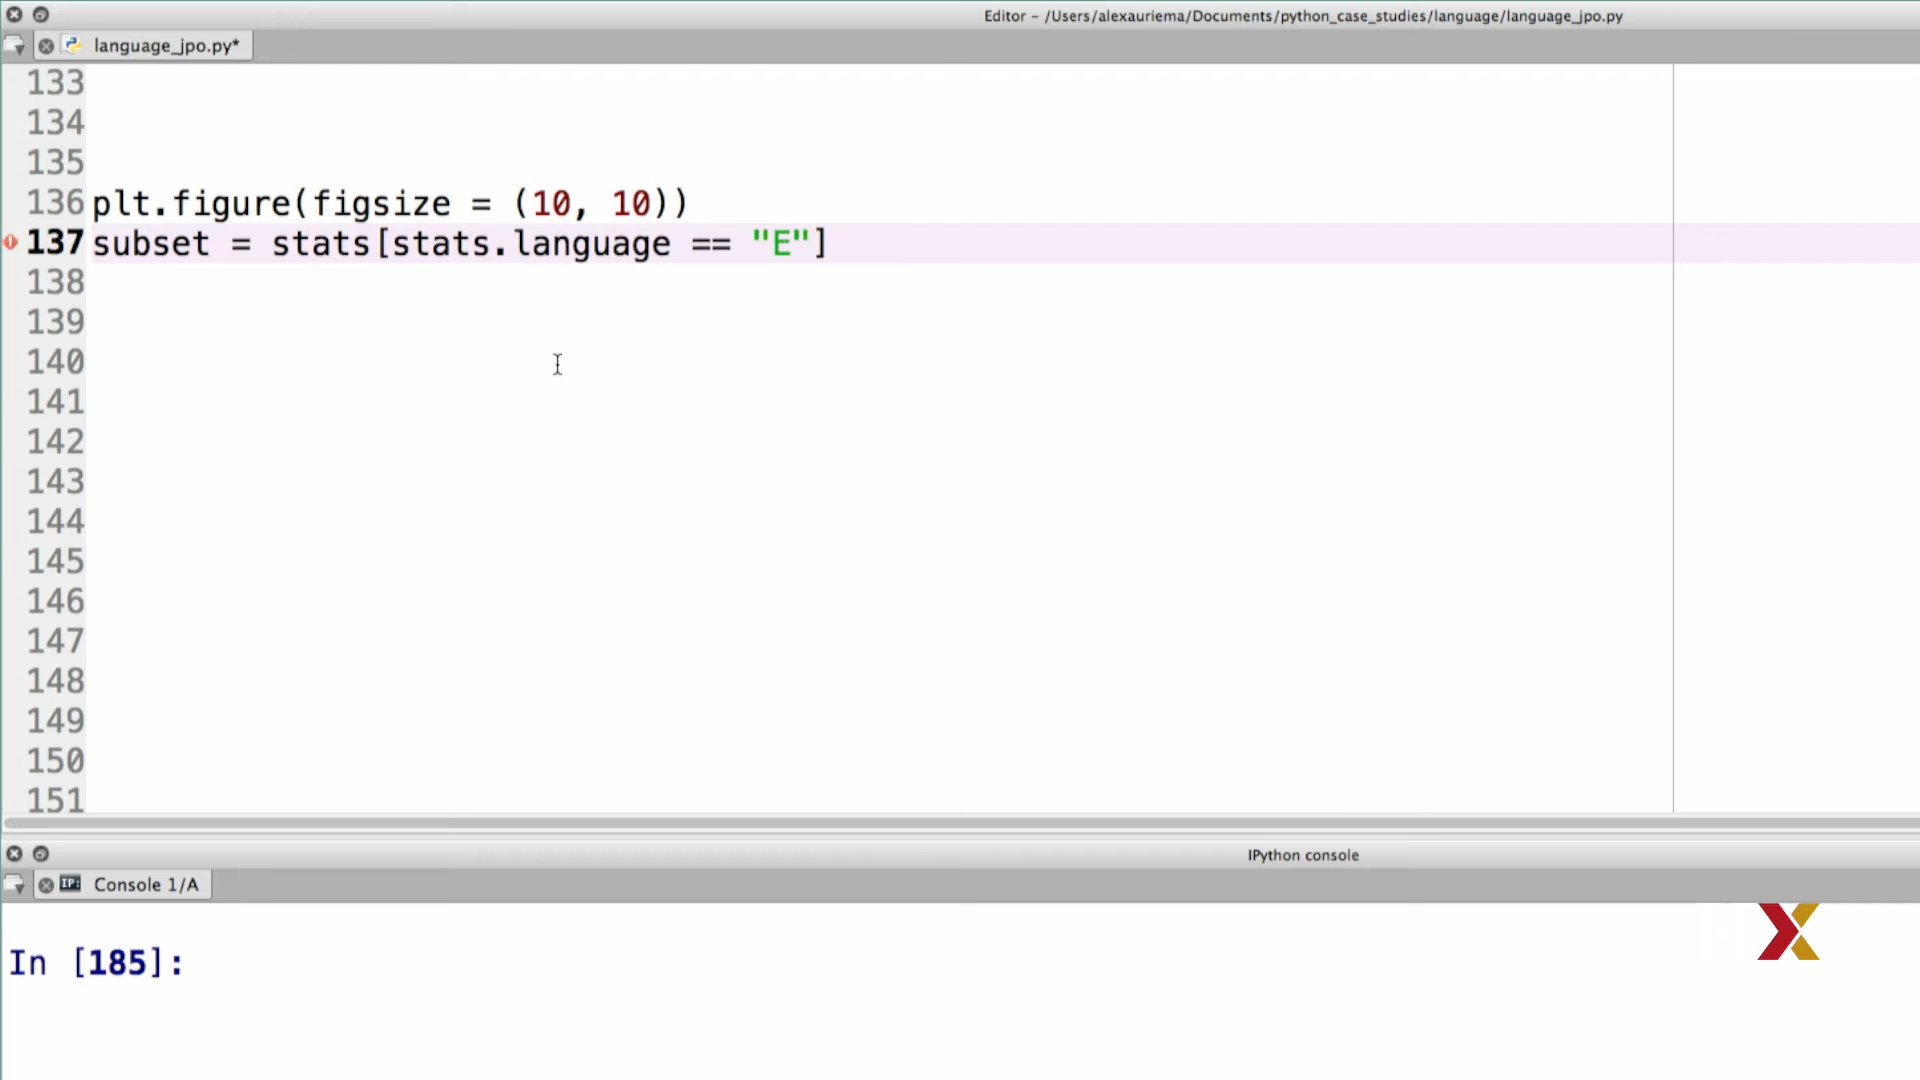 Editor – /Users/alexauriema/Documents/python_case_studies/language/language_jpo.py
language_jpo.py*
133
134
135
136 plt.figure(figsize = (10, 10))
137 subset = stats[stats.language == "E"]
138
139
140
141
142
143
144
145
146
147
148
149
150
151
IPython console
IP: Console 1/A
In [185]: